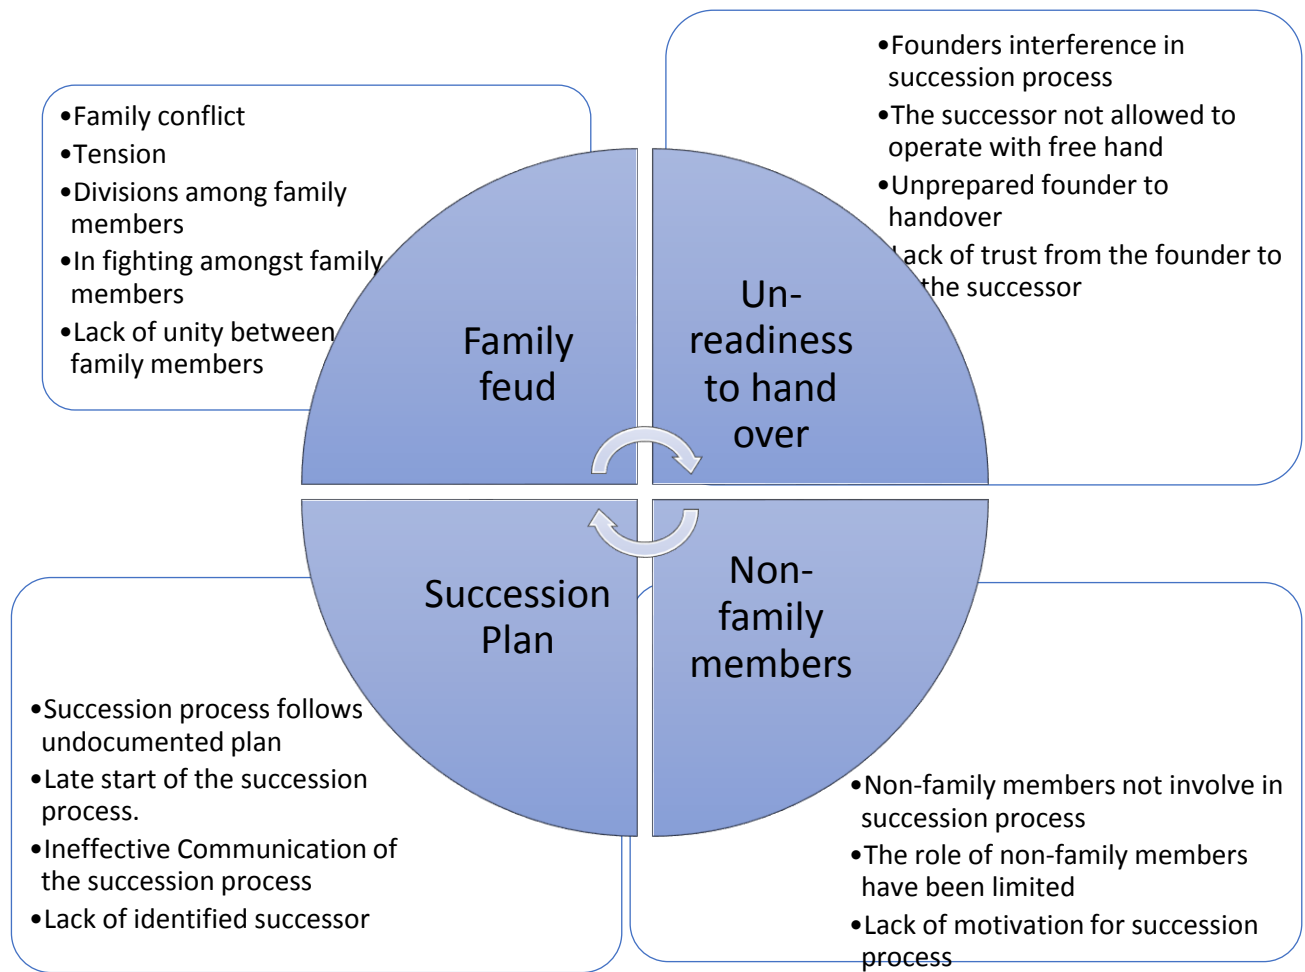 •Family conflict
•Tension
•Divisions among family
members
•In fighting amongst family
members
•Lack of unity between
family members
•Founders interference in
succession process
•The successor not allowed to
operate with free hand
•Unprepared founder to
handover
Lack of trust from the founder to
the successor
Family
feud
Un-
readiness
to hand
over
Succession
Plan
Non-
family
members
•Succession process follows
undocumented plan
•Late start of the succession
process.
•Ineffective Communication of
the succession process
•Lack of identified successor
•Non-family members not involve in
succession process
•The role of non-family members
have been limited
•Lack of motivation for succession
process